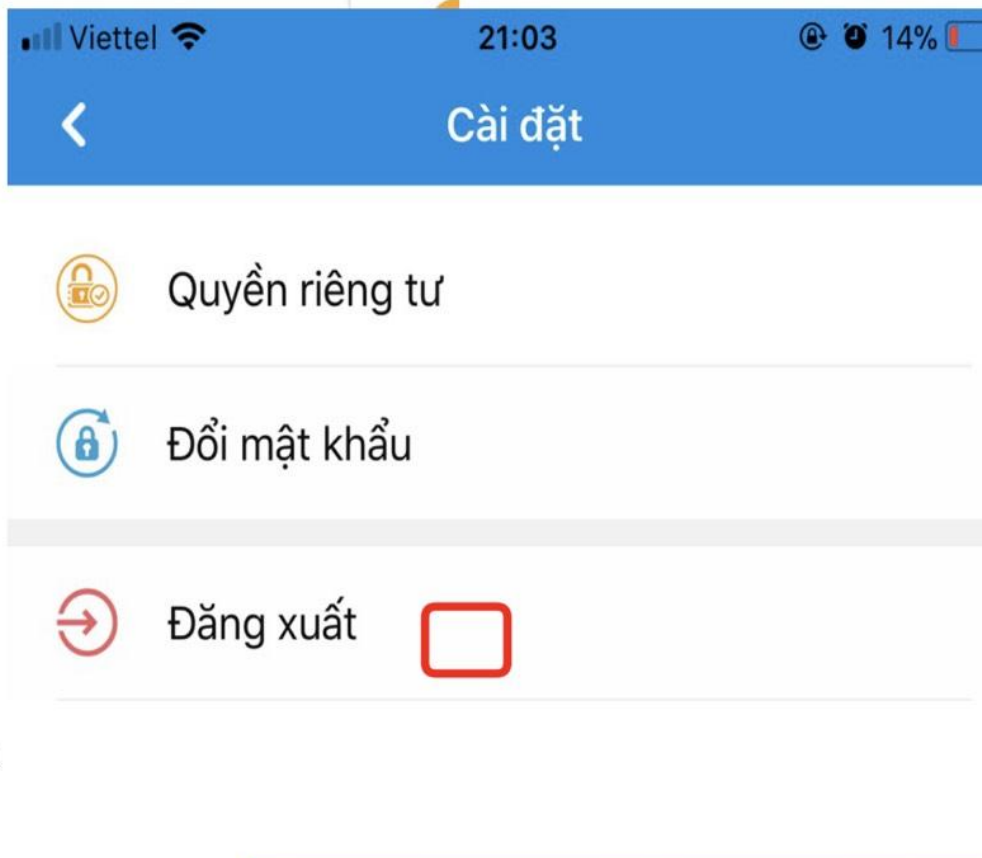 Viettel 21:03 14%
Cài đặt
Quyền riêng tư
Đổi mật khẩu
Đăng xuất